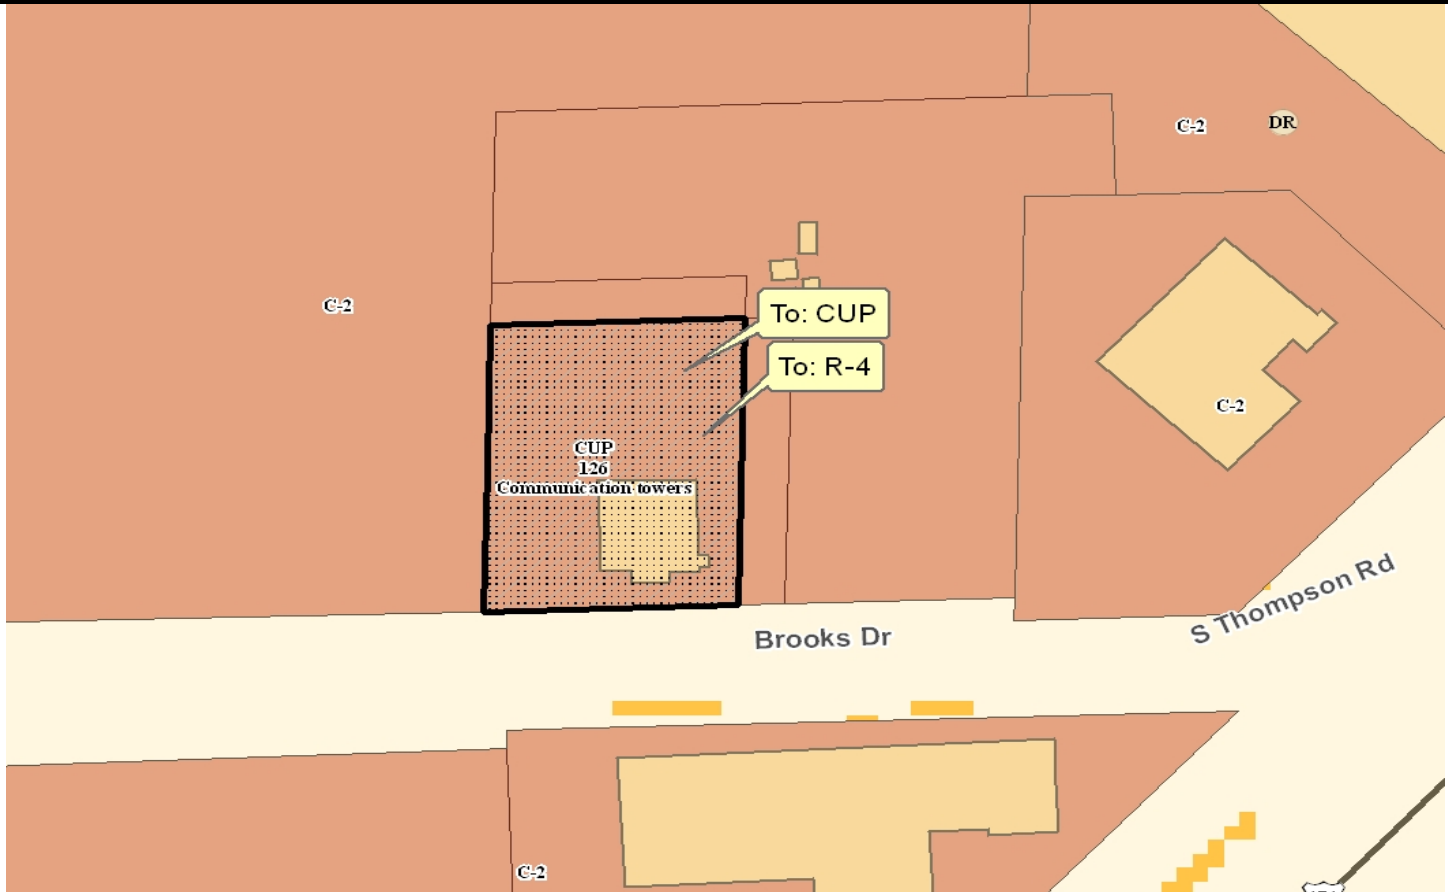 C-2
DR
C-2
To: CUP
To: R-4
C-2
CUP
126
Communication towers
Brooks Dr
S Thompson Rd
C-2